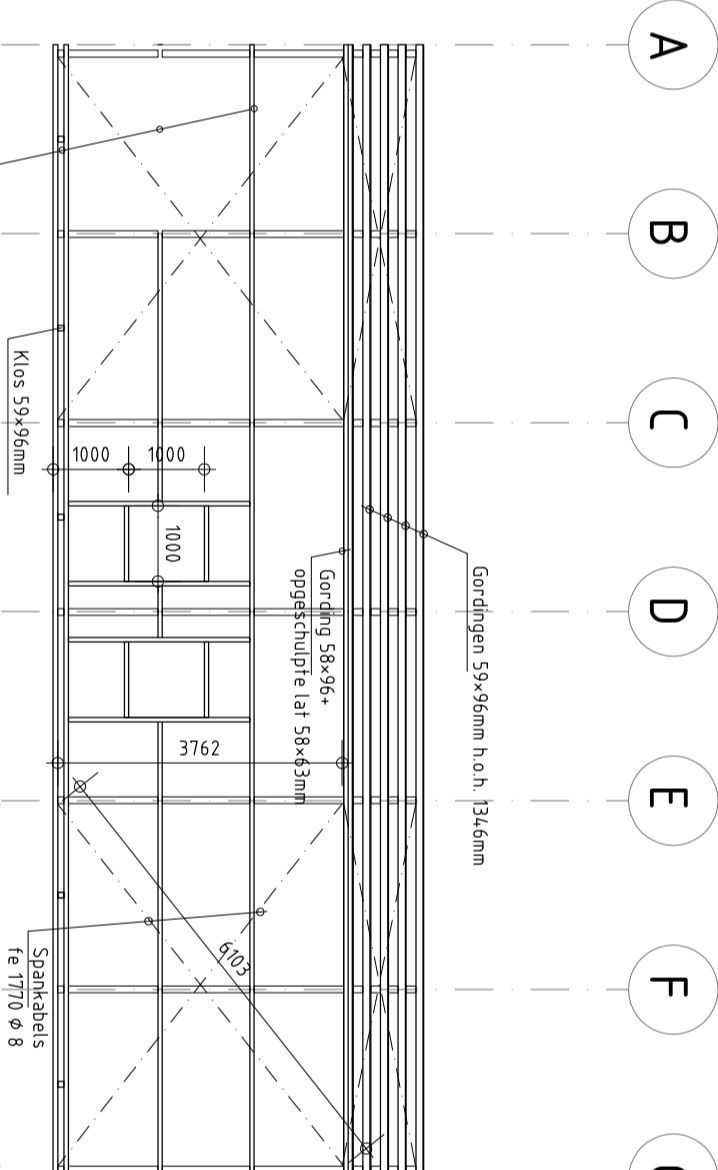 A
B
C
D
E
F
Klos 59×96mm
1000
1000
1000
Gording 58×96+
opgeschulpte lat 58×63mm
Gordingen 59×96mm h.o.h. 1346mm
3762
6103
Spankabels
fe 1770 ϕ 8